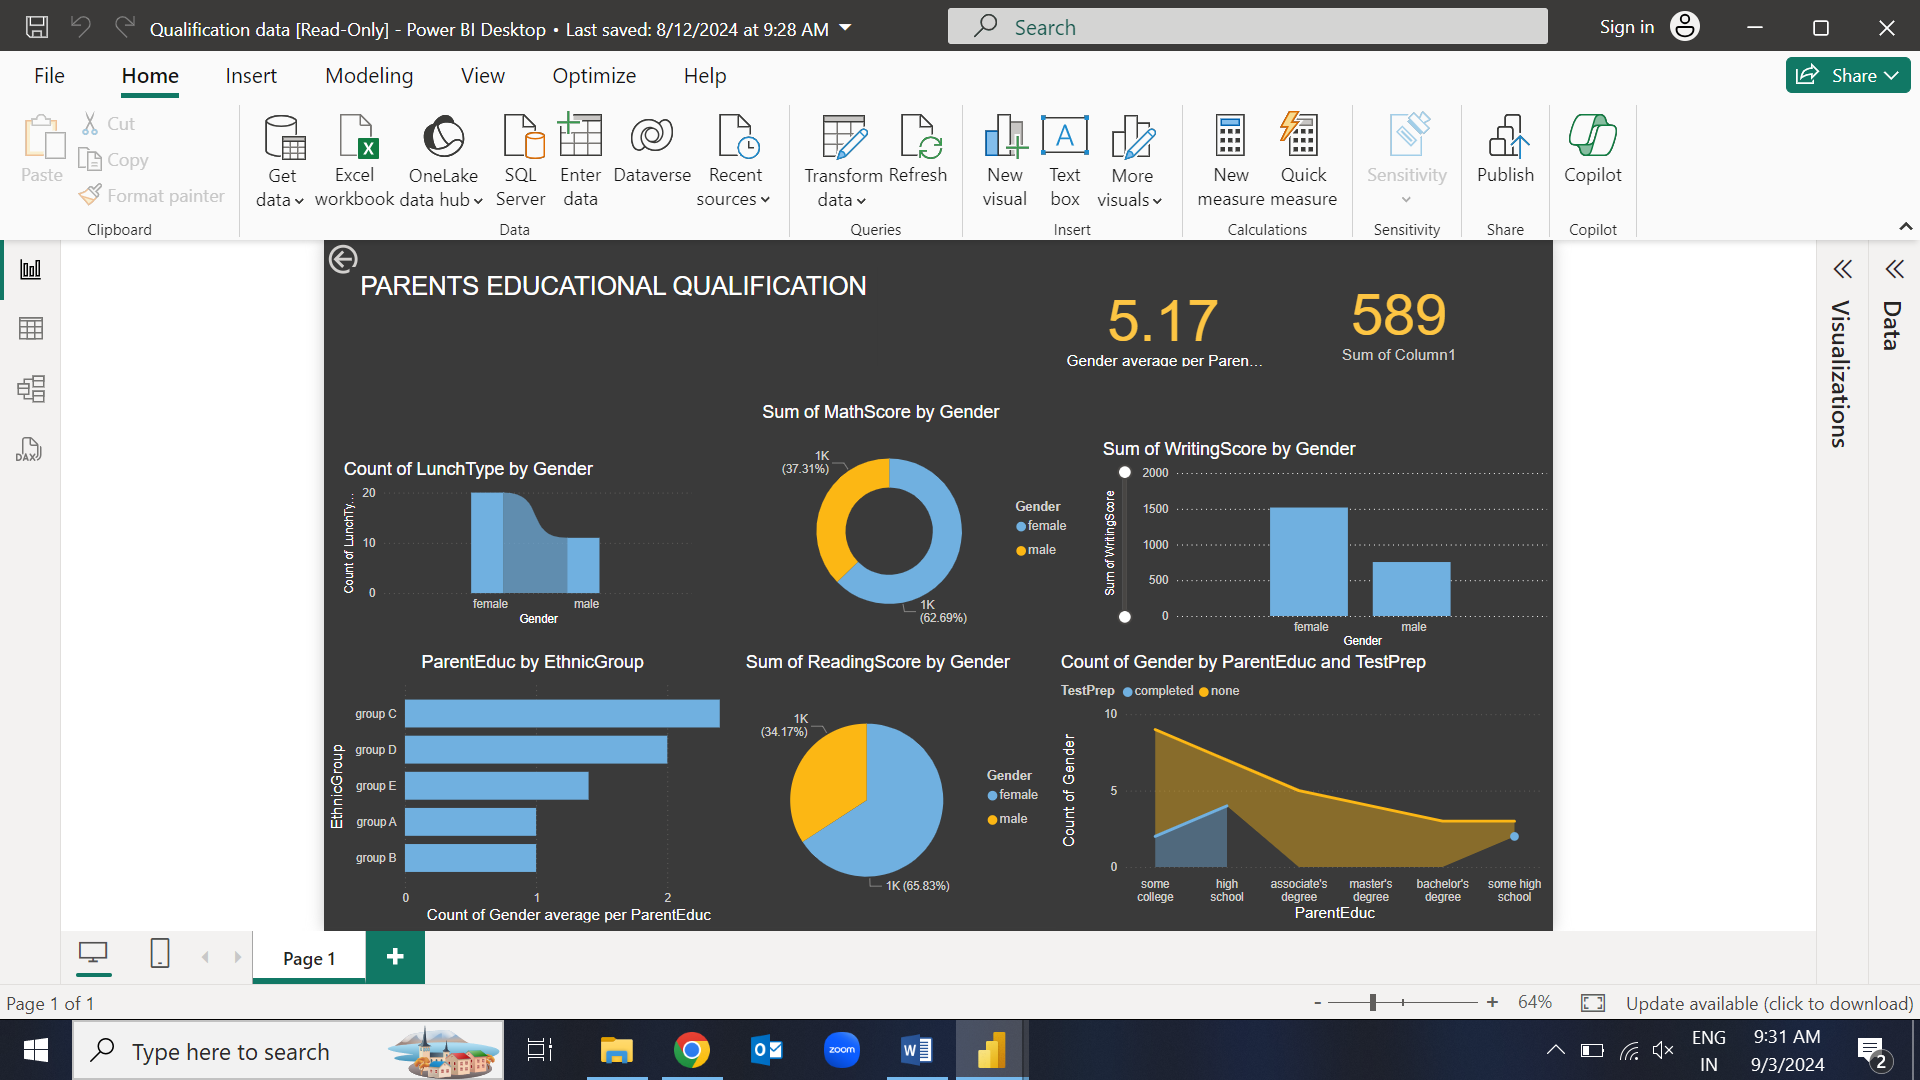 Qualification data [Read-Only] - Power BI Desktop • Last saved: 8/12/2024 at 9:28 AM
Search
Sign in
File
Home
Insert
Modeling
View
Optimize
Help
Share
Paste
Cut
Copy
Format painter
Clipboard
Get data
Excel workbook
OneLake data hub
SQL Server
Enter data
Dataverse
Recent sources
Data
Transform data
Refresh
Queries
New visual
Text box
More visuals
Insert
New measure
Quick measure
Calculations
Sensitivity
Sensitivity
Publish
Share
Copilot
Copilot
DAX
PARENTS EDUCATIONAL QUALIFICATION
5.17
Gender average per Paren...
589
Sum of Column1
Count of LunchType by Gender
Count of LunchTy...
20
10
0
female
male
Gender
Sum of MathScore by Gender
1K
(37.31%)
1K
(62.69%)
Gender
female
male
Sum of WritingScore by Gender
Sum of WritingScore
2000
1500
1000
500
0
female
male
Gender
ParentEduc by EthnicGroup
EthnicGroup
group C
group D
group E
group A
group B
0
1
2
Count of Gender average per ParentEduc
Sum of ReadingScore by Gender
1K
(34.17%)
1K (65.83%)
Gender
female
male
Count of Gender by ParentEduc and TestPrep
TestPrep completed none
Count of Gender
10
5
0
some college
high school
associate's degree
master's degree
bachelor's degree
some high school
ParentEduc
Visualizations
Data
Page 1
+
Page 1 of 1
- + 64%
Update available (click to download)
Type here to search
zoom
ENG
IN
9:31 AM
9/3/2024
2